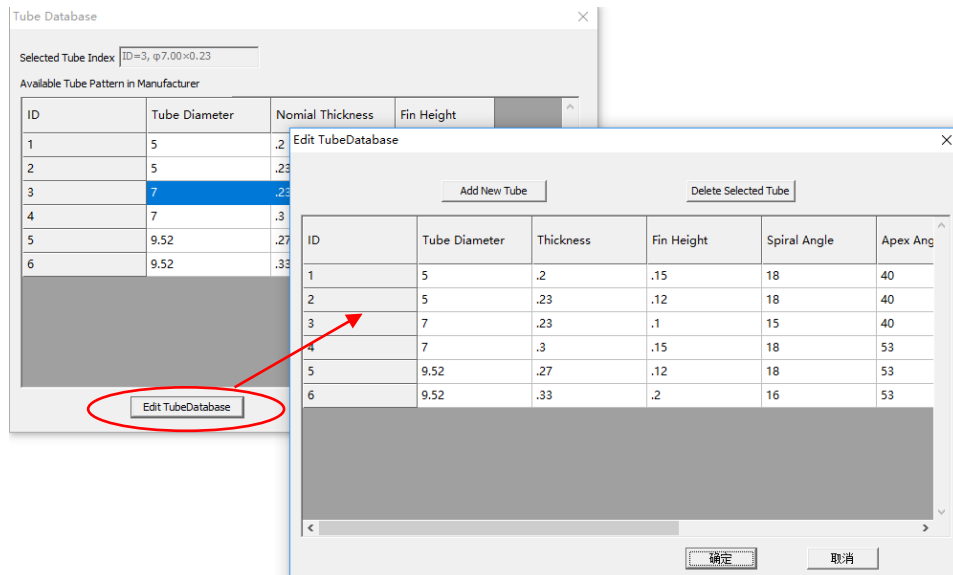 Tube Database
Selected Tube Index ID=3, φ7.00×0.23
Available Tube Pattern in Manufacturer
ID Tube Diameter Nomial Thickness Fin Height
1 5 .2
2 5 .23
3 7 .23
4 7 .3
5 9.52 .27
6 9.52 .33
Edit TubeDatabase
Edit TubeDatabase
Add New Tube Delete Selected Tube
ID Tube Diameter Thickness Fin Height Spiral Angle Apex Ang
1 5 .2 .15 18 40
2 5 .23 .12 18 40
3 7 .23 .1 15 40
4 7 .3 .15 18 53
5 9.52 .27 .12 18 53
6 9.52 .33 .2 16 53
确定 取消